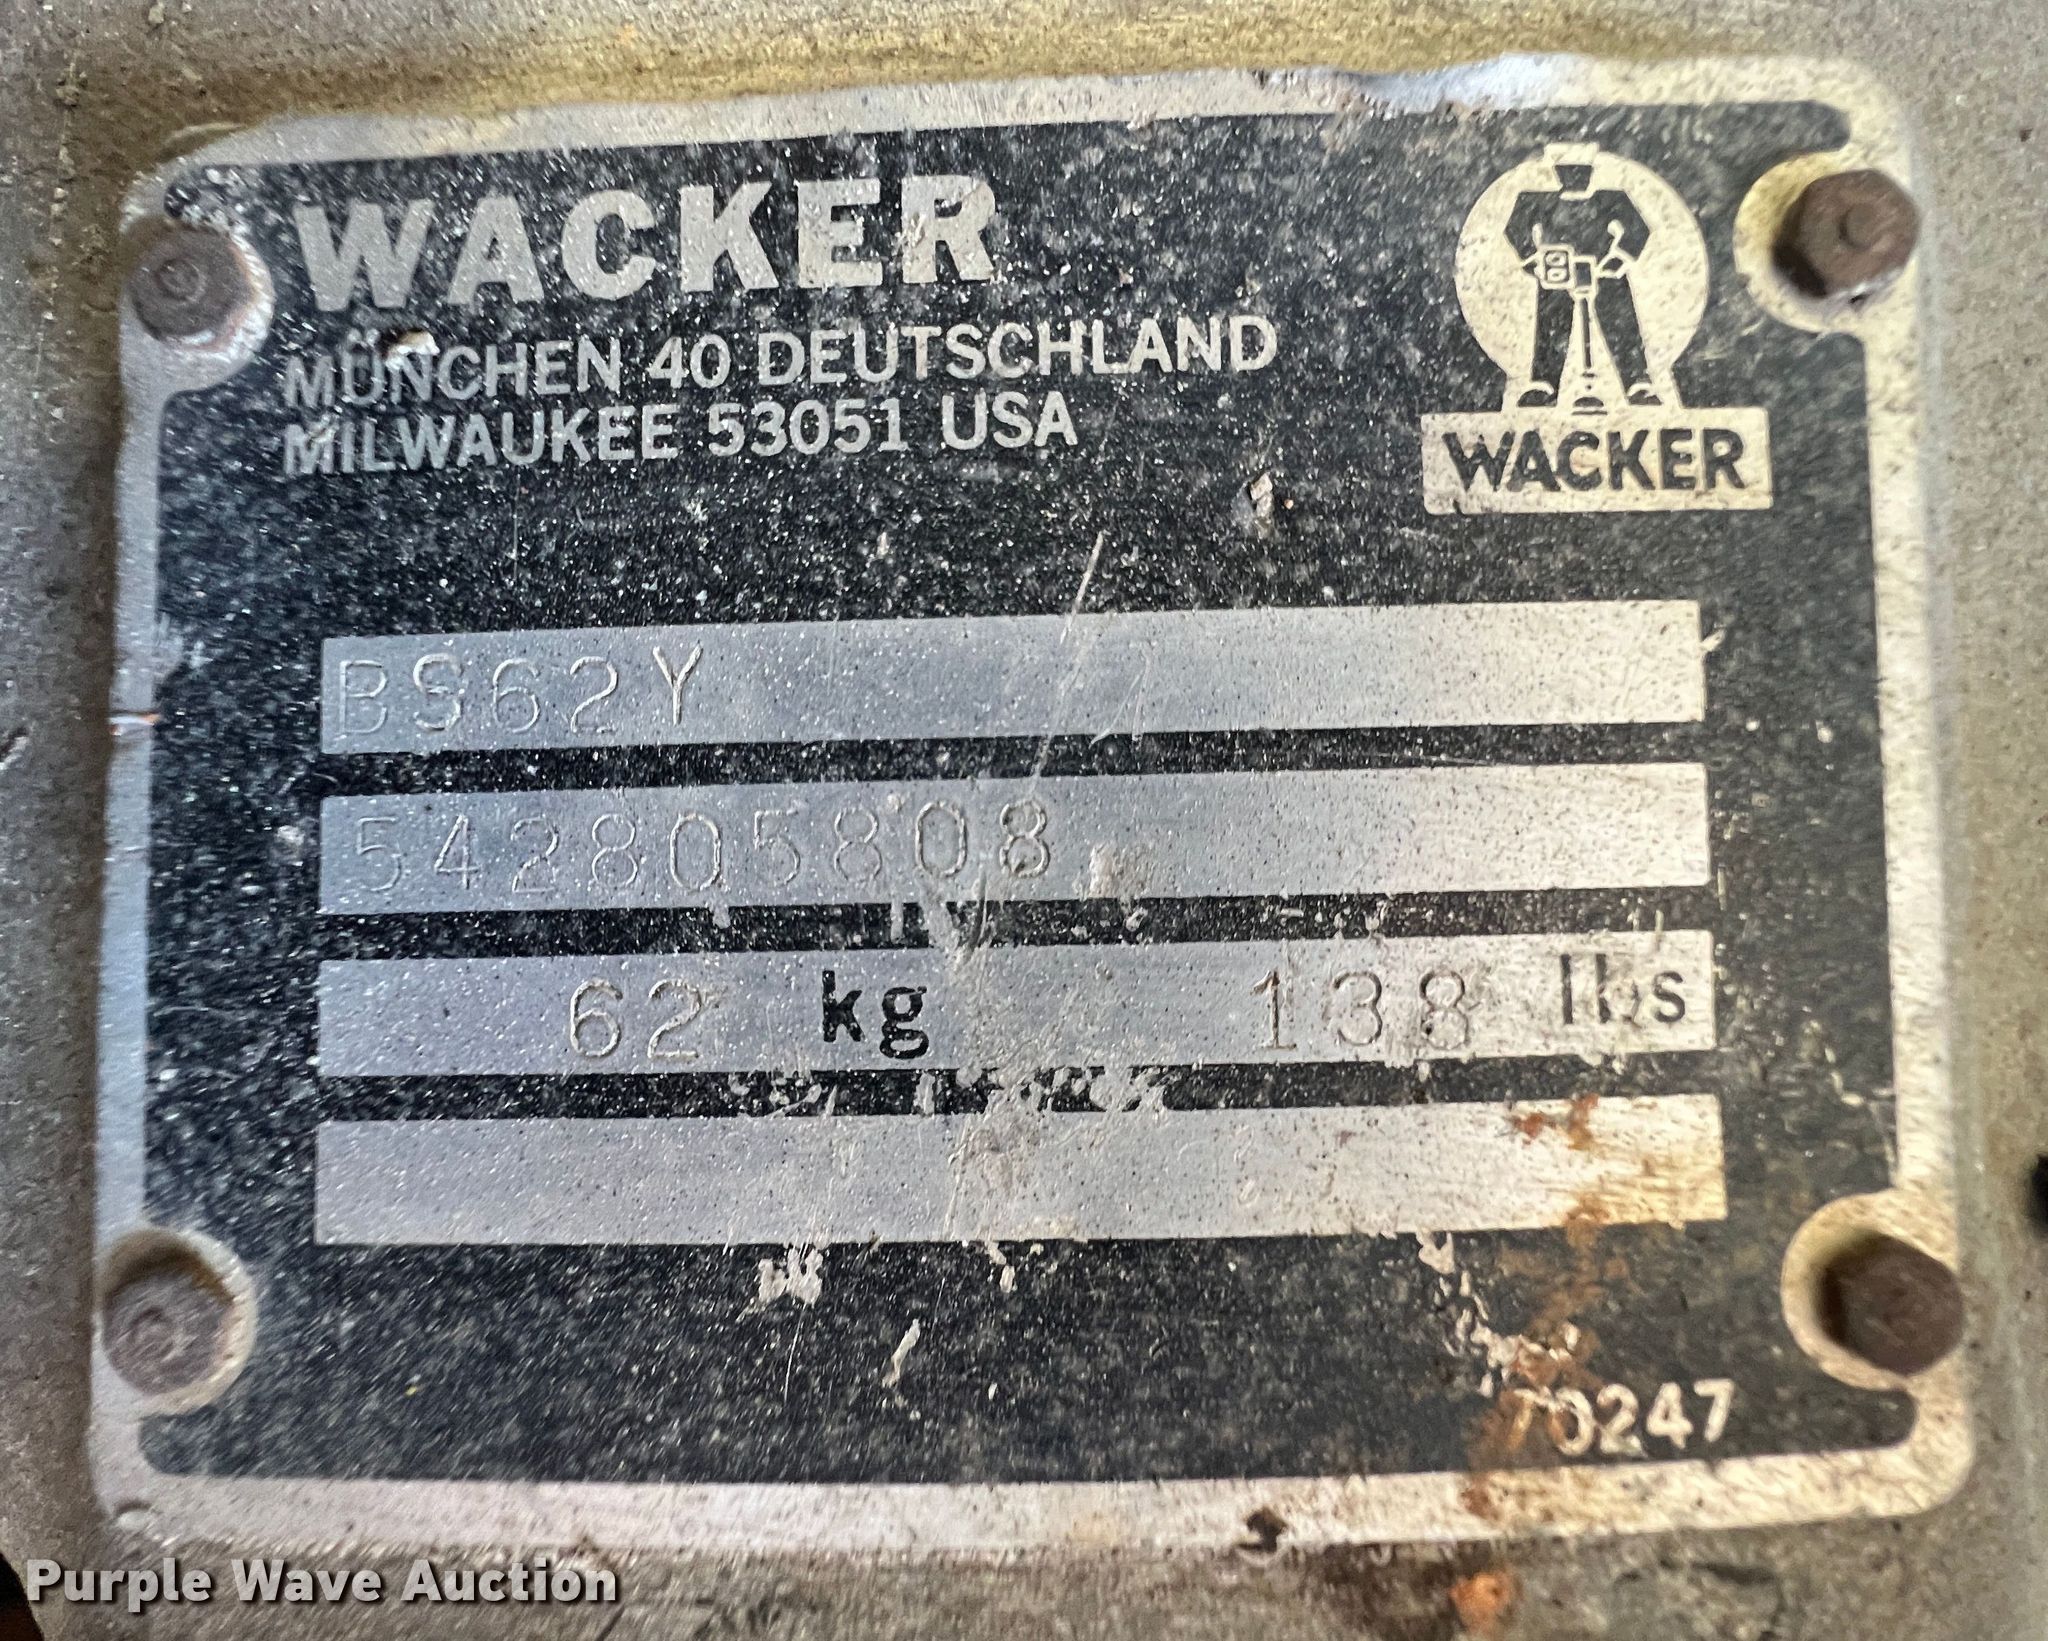 WACKER
MÜNCHEN 40 DEUTSCHLAND
MILWAUKEE 53051 USA
WACKER
BS62Y
542805808
62 kg 138 lbs
70247
Purple Wave Auction